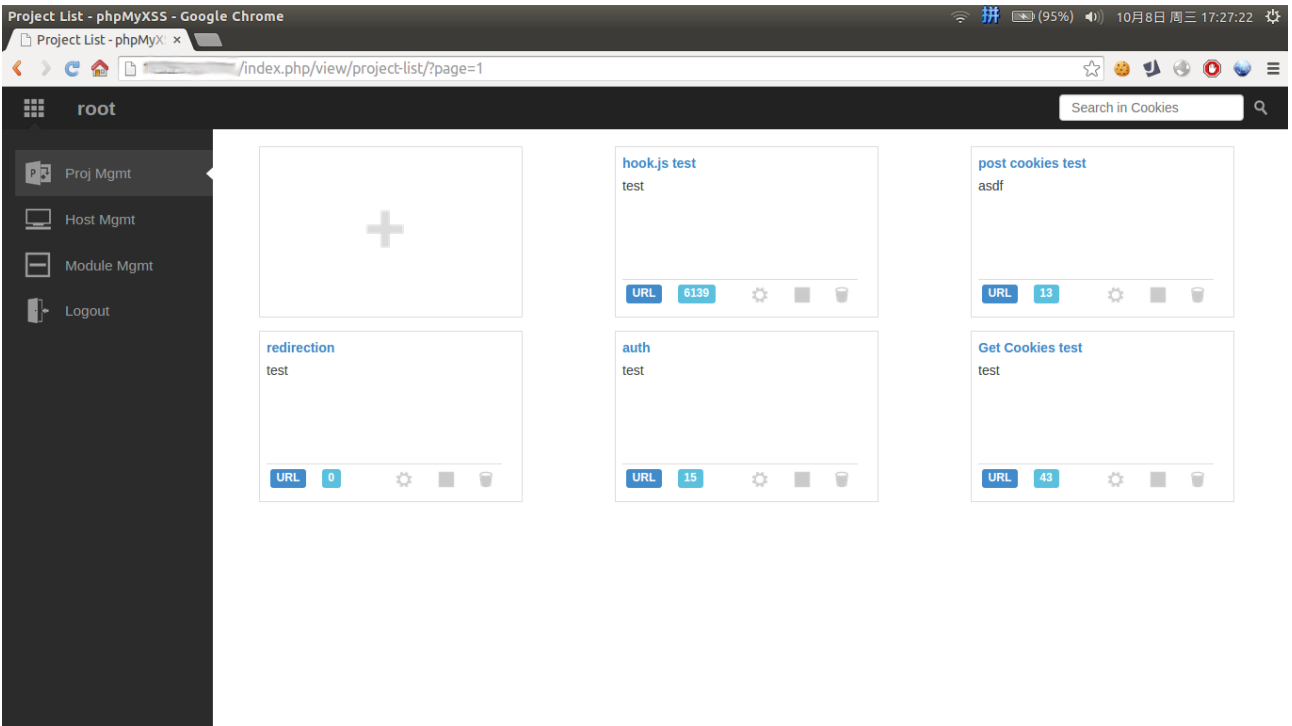 Project List - phpMyXSS - Google Chrome
拼 (95%) 10月8日 周三 17:27:22
Project List - phpMyX
/index.php/view/project-list/?page=1
root
Search in Cookies
Proj Mgmt
Host Mgmt
Module Mgmt
Logout
hook.js test
test
URL 6139
post cookies test
asdf
URL 13
redirection
test
URL 0
auth
test
URL 15
Get Cookies test
test
URL 43